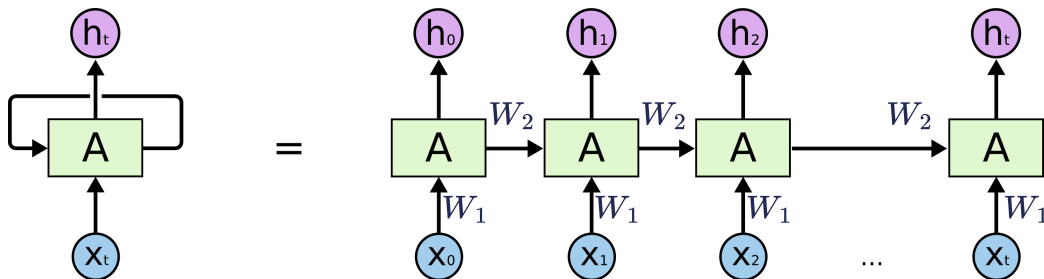 hₜ h₀ h₁ h₂ hₜ
W₂ W₂ W₂
A = A A A A
W₁ W₁ W₁ W₁
xₜ x₀ x₁ x₂ ... xₜ